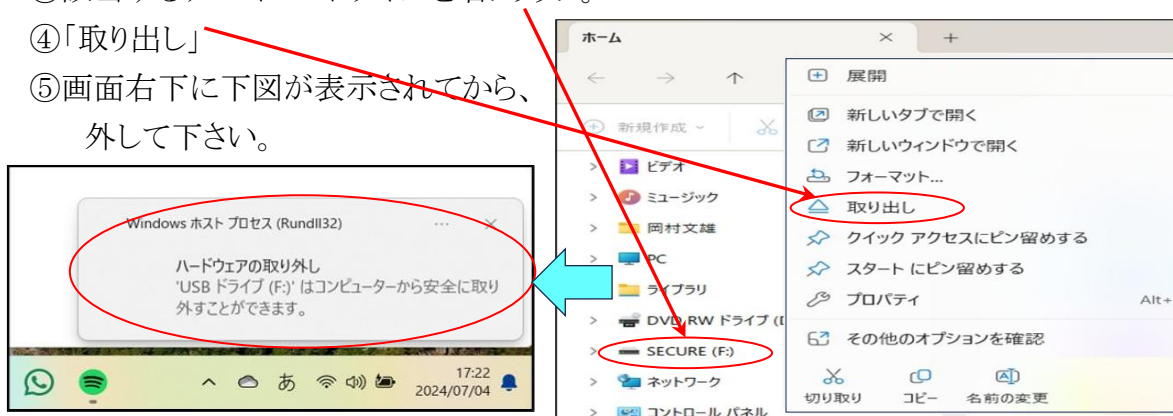 ④「取り出し」
⑤画面右下に下図が表示されてから、
外して下さい。
Windows ホスト プロセス (Rundll32)
ハードウェアの取り外し
'USB ドライブ (F:)' はコンピューターから安全に取り
外すことができます。
あ
17:22
2024/07/04
ホーム
新規作成
ビデオ
ミュージック
岡村文雄
PC
ライブラリ
DVD RW ドライブ (
SECURE (F:)
ネットワーク
コントロール パネル
展開
新しいタブで開く
新しいウィンドウで開く
フォーマット...
取り出し
クイック アクセスにピン留めする
スタート にピン留めする
プロパティ
Alt+
その他のオプションを確認
切り取り
コピー
名前の変更